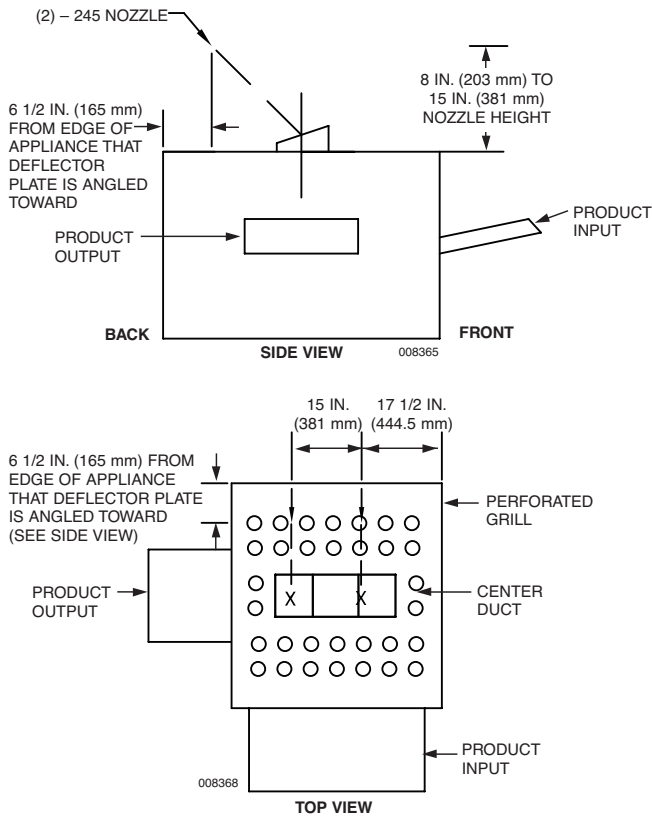 (2) – 245 NOZZLE
8 IN. (203 mm) TO
15 IN. (381 mm)
NOZZLE HEIGHT
6 1/2 IN. (165 mm)
FROM EDGE OF
APPLIANCE THAT
DEFLECTOR
PLATE IS ANGLED
TOWARD
PRODUCT
INPUT
PRODUCT
OUTPUT
BACK
FRONT
SIDE VIEW
008365
15 IN.
(381 mm)
17 1/2 IN.
(444.5 mm)
6 1/2 IN. (165 mm) FROM
EDGE OF APPLIANCE
THAT DEFLECTOR PLATE
IS ANGLED TOWARD
(SEE SIDE VIEW)
PERFORATED
GRILL
PRODUCT
OUTPUT
X
X
CENTER
DUCT
PRODUCT
INPUT
008368
TOP VIEW